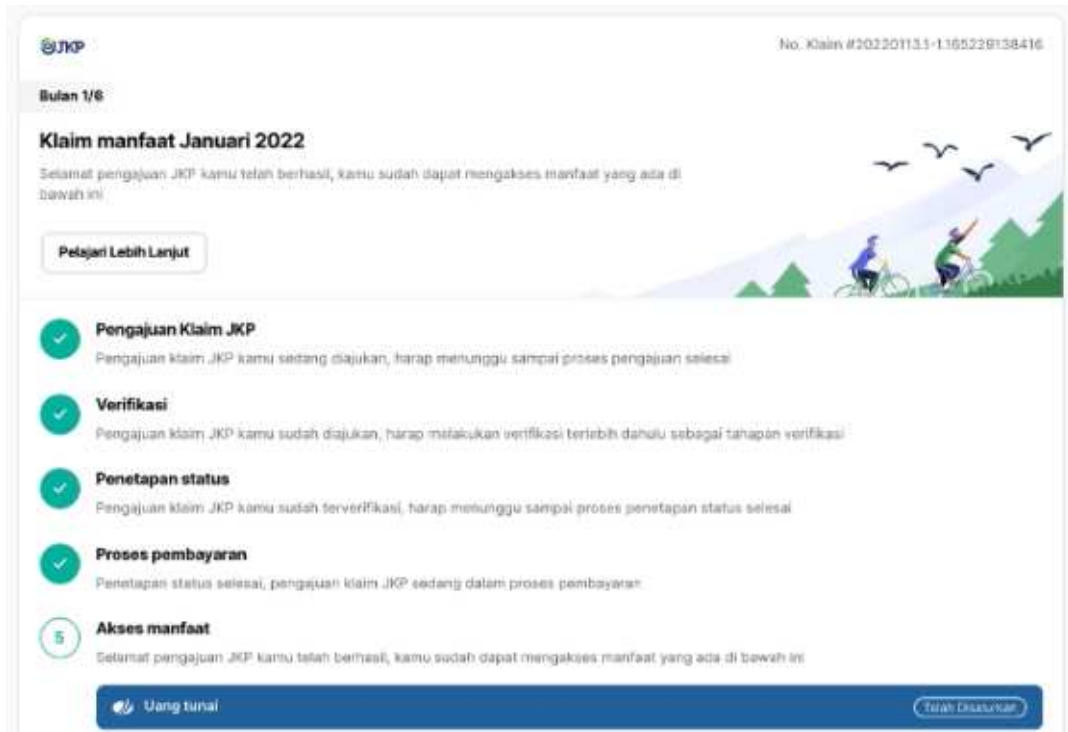 JKP
No. Klaim #20220113.1-1.165229138416
Bulan 1/6
Klaim manfaat Januari 2022
Selamat pengajuan JKP kamu telah berhasil, kamu sudah dapat mengakses manfaat yang ada di
bawah ini
Pelajari Lebih Lanjut
Pengajuan Klaim JKP
Pengajuan klaim JKP kamu sedang diajukan, harap menunggu sampai proses pengajuan selesai
Verifikasi
Pengajuan klaim JKP kamu sudah diajukan, harap melakukan verifikasi terlebih dahulu sebagai tahapan verifikasi
Penetapan status
Pengajuan klaim JKP kamu sudah terverifikasi, harap menunggu sampai proses penetapan status selesai
Proses pembayaran
Penetapan status selesai, pengajuan klaim JKP sedang dalam proses pembayaran
5
Akses manfaat
Selamat pengajuan JKP kamu telah berhasil, kamu sudah dapat mengakses manfaat yang ada di bawah ini
Uang tunai
Telah Disalurkan